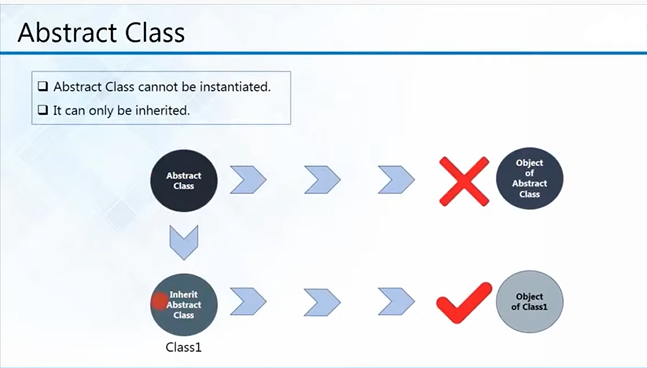 Abstract Class
❑ Abstract Class cannot be instantiated.
❑ It can only be inherited.
Abstract
Class
Object
of
Abstract
Class
Inherit
Abstract
Class
Object
of Class1
Class1